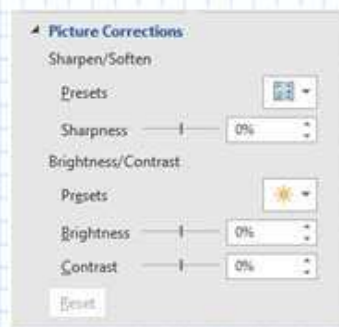 Picture Corrections
Sharpen/Soften
Presets
Sharpness 0%
Brightness/Contrast
Presets
Brightness 0%
Contrast 0%
Reset